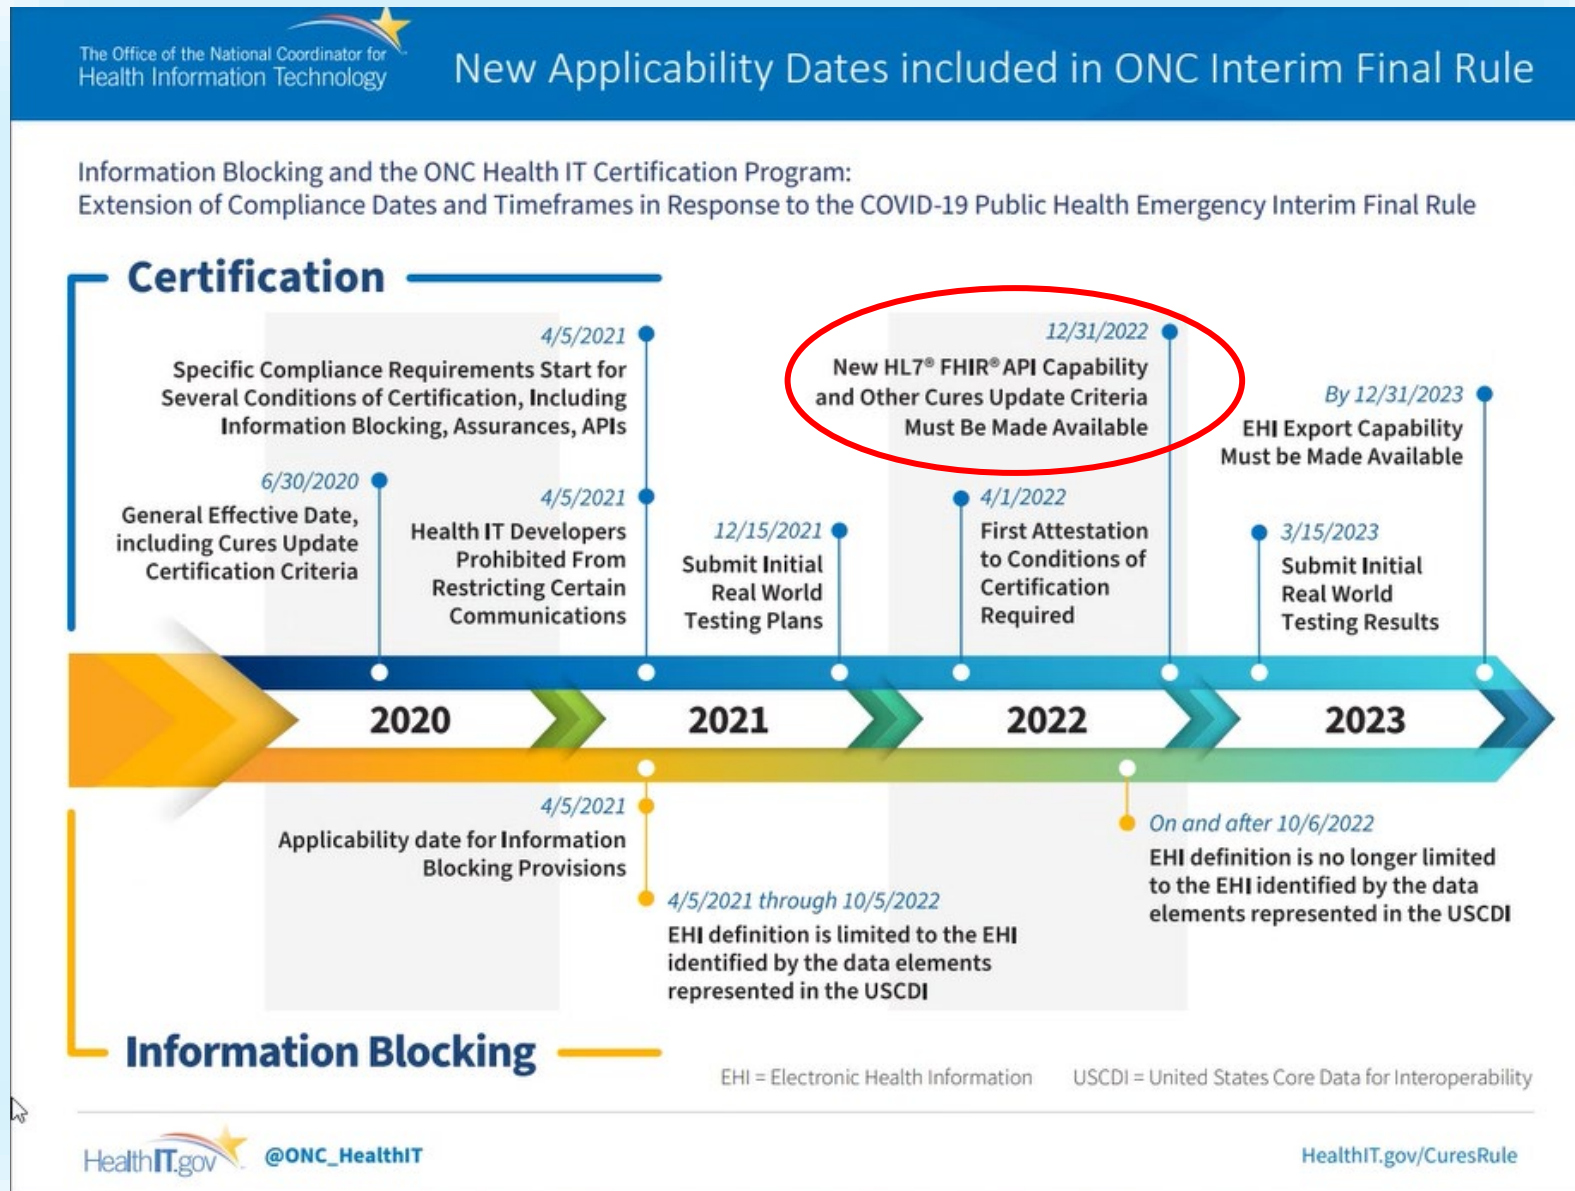 The Office of the National Coordinator for
Health Information Technology
New Applicability Dates included in ONC Interim Final Rule
Information Blocking and the ONC Health IT Certification Program:
Extension of Compliance Dates and Timeframes in Response to the COVID-19 Public Health Emergency Interim Final Rule
Certification
4/5/2021
Specific Compliance Requirements Start for
Several Conditions of Certification, Including
Information Blocking, Assurances, APIs
12/31/2022
New HL7® FHIR® API Capability
and Other Cures Update Criteria
Must Be Made Available
By 12/31/2023
EHI Export Capability
Must be Made Available
6/30/2020
General Effective Date,
including Cures Update
Certification Criteria
4/5/2021
Health IT Developers
Prohibited From
Restricting Certain
Communications
12/15/2021
Submit Initial
Real World
Testing Plans
4/1/2022
First Attestation
to Conditions of
Certification
Required
3/15/2023
Submit Initial
Real World
Testing Results
2020
2021
2022
2023
4/5/2021
Applicability date for Information
Blocking Provisions
4/5/2021 through 10/5/2022
EHI definition is limited to the EHI
identified by the data elements
represented in the USCDI
On and after 10/6/2022
EHI definition is no longer limited
to the EHI identified by the data
elements represented in the USCDI
Information Blocking
EHI = Electronic Health Information
USCDI = United States Core Data for Interoperability
HealthIT.gov
@ONC_HealthIT
HealthIT.gov/CuresRule